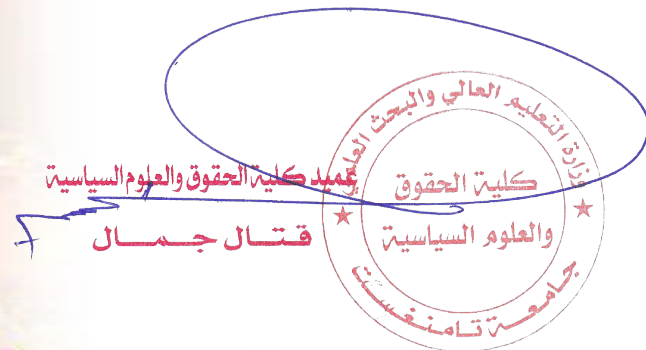 وزارة التعليم العالي والبحث العلمي
كلية الحقوق
والعلوم السياسية
جامعة تامنغست
عميد كلية الحقوق والعلوم السياسية
قتال جمال